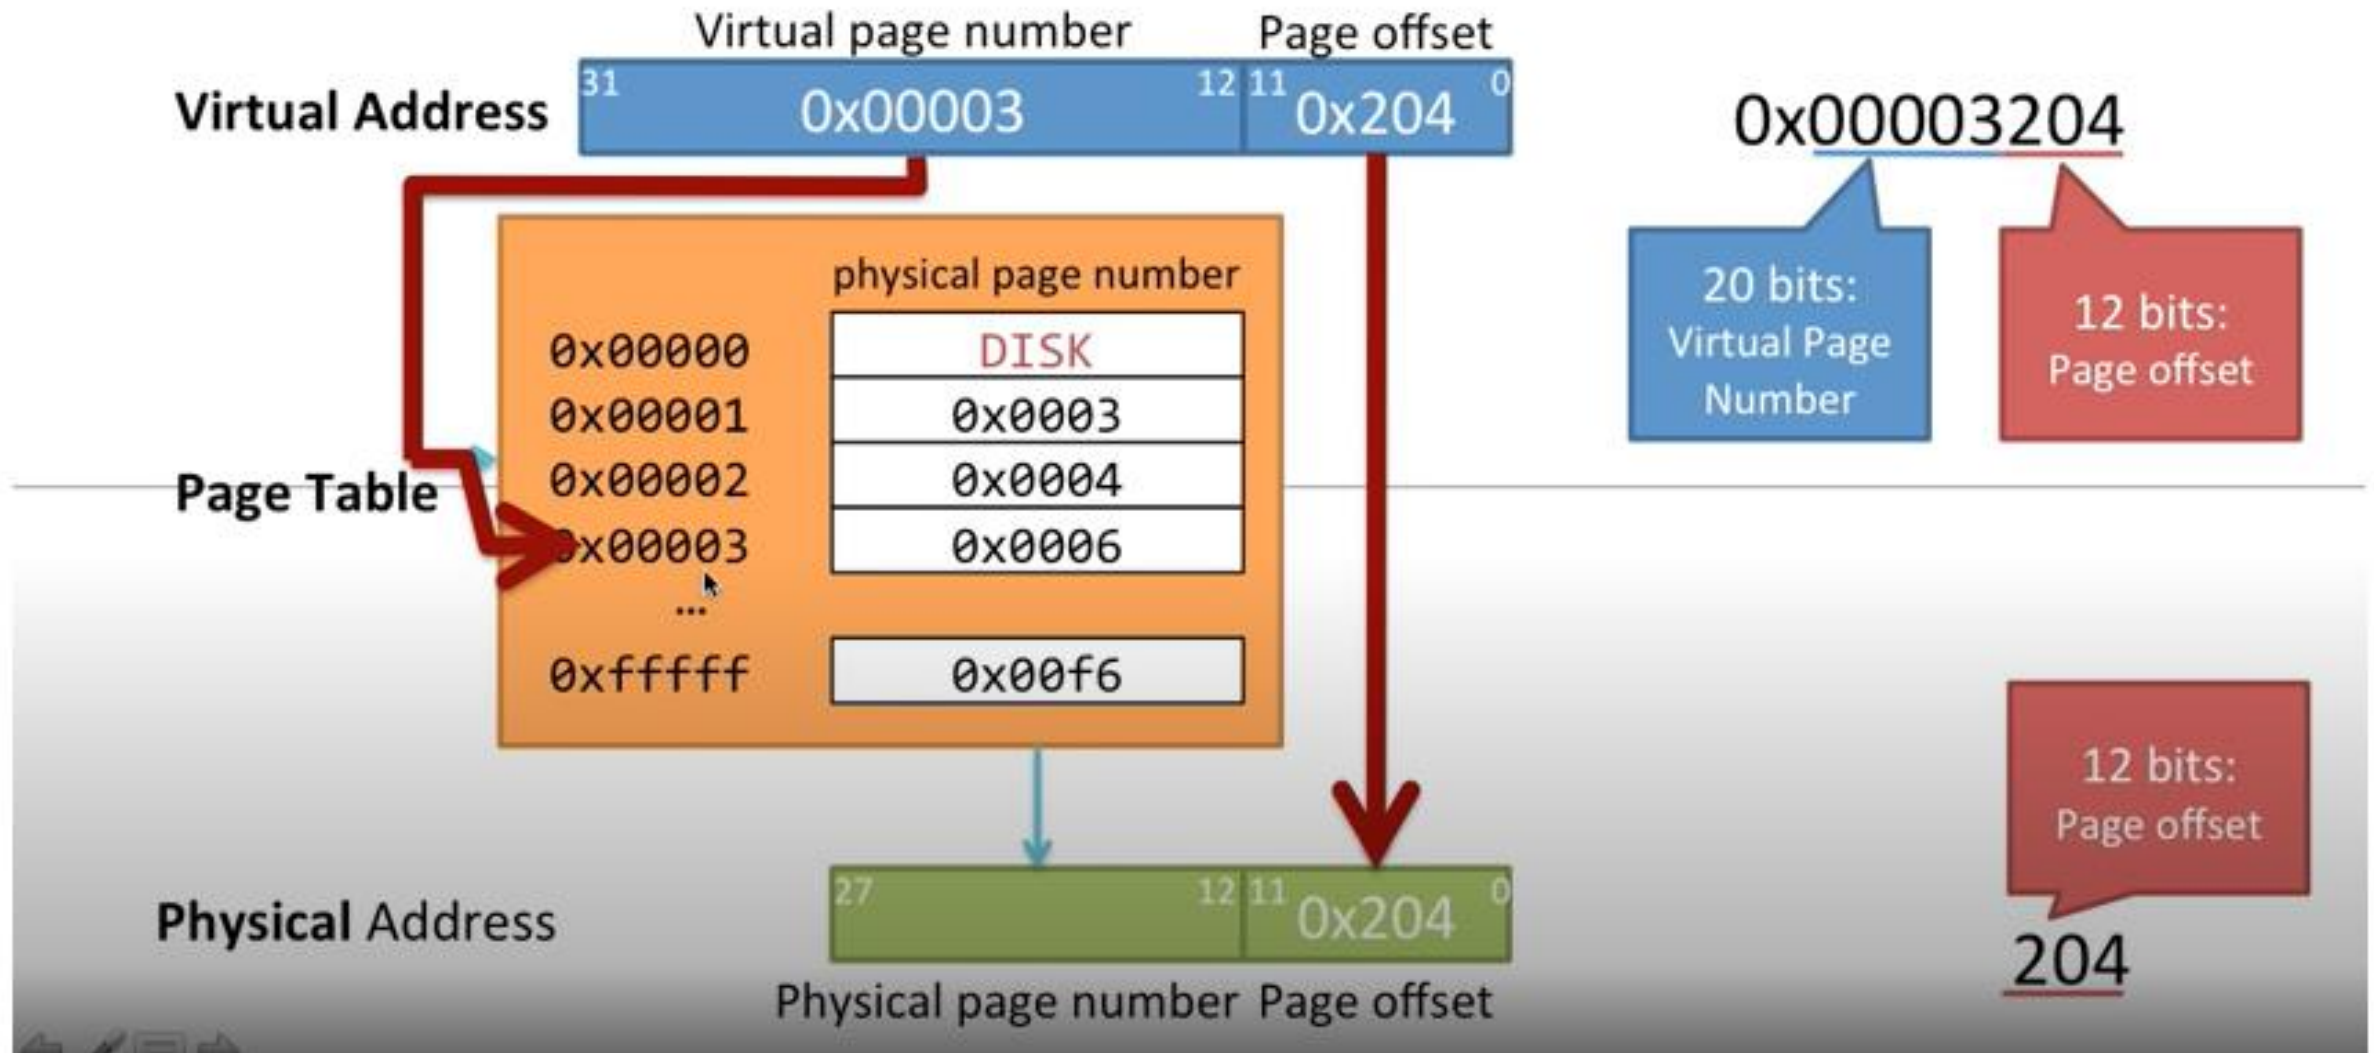 Virtual page number
Page offset
Virtual Address
31
0x00003
12
11
0x204
0
0x00003204
20 bits:
Virtual Page
Number
12 bits:
Page offset
Page Table
physical page number
0x00000
DISK
0x00001
0x0003
0x00002
0x0004
0x00003
0x0006
...
0xfffff
0x00f6
12 bits:
Page offset
204
Physical Address
27
12
11
0x204
0
Physical page number
Page offset